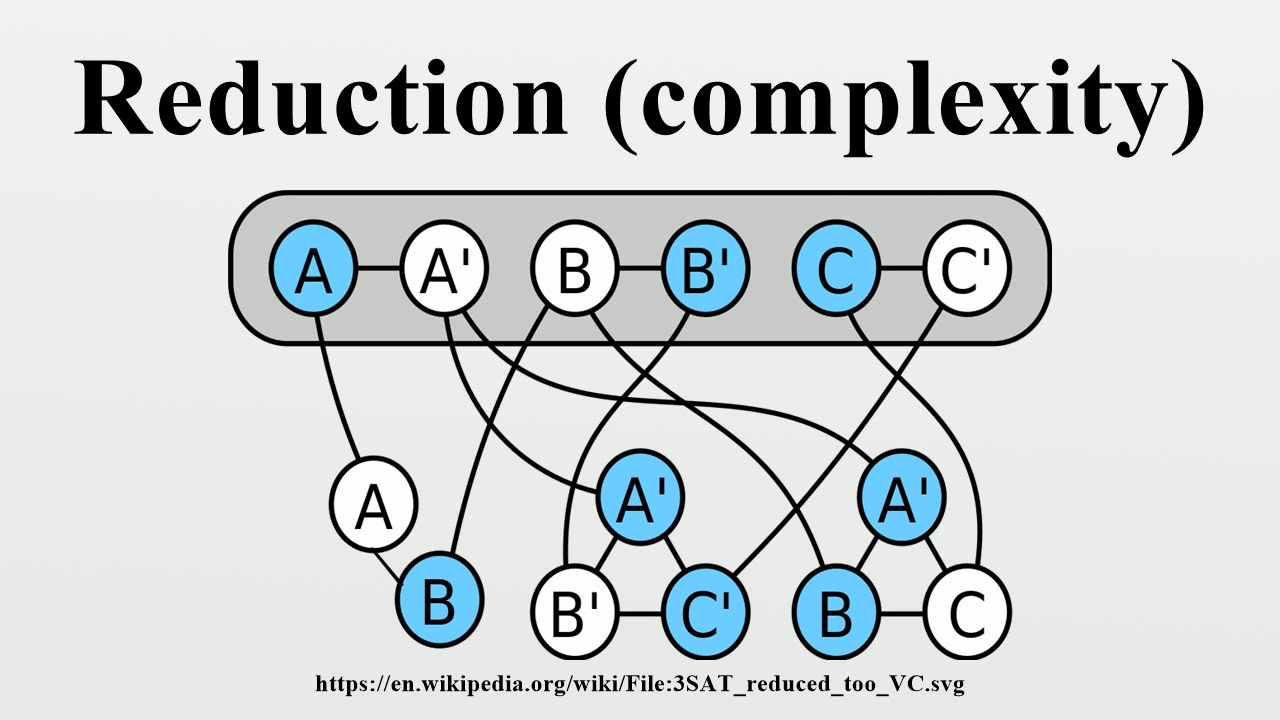 Reduction (complexity)
A A' B B' C C'
A A' A'
B B' C' B C
https://en.wikipedia.org/wiki/File:3SAT_reduced_too_VC.svg